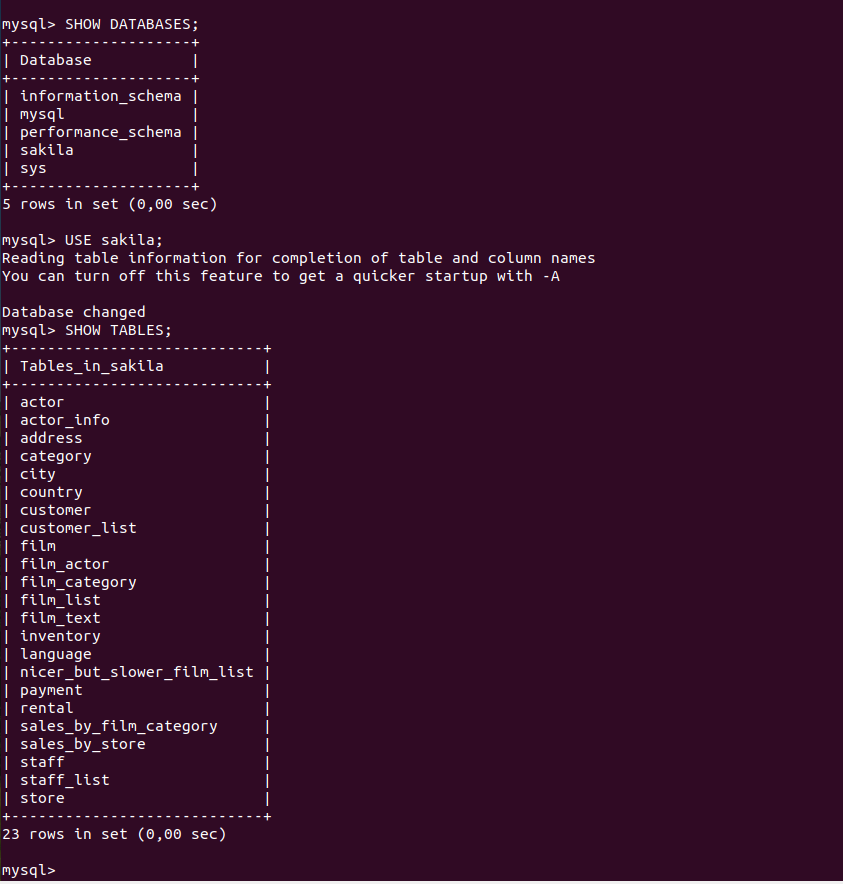 mysql> SHOW DATABASES;
+--------------------+
| Database           |
+--------------------+
| information_schema |
| mysql              |
| performance_schema |
| sakila             |
| sys                |
+--------------------+
5 rows in set (0,00 sec)

mysql> USE sakila;
Reading table information for completion of table and column names
You can turn off this feature to get a quicker startup with -A

Database changed
mysql> SHOW TABLES;
+----------------------------+
| Tables_in_sakila           |
+----------------------------+
| actor                      |
| actor_info                 |
| address                    |
| category                   |
| city                       |
| country                    |
| customer                   |
| customer_list              |
| film                       |
| film_actor                 |
| film_category              |
| film_list                  |
| film_text                  |
| inventory                  |
| language                   |
| nicer_but_slower_film_list |
| payment                    |
| rental                     |
| sales_by_film_category     |
| sales_by_store             |
| staff                      |
| staff_list                 |
| store                      |
+----------------------------+
23 rows in set (0,00 sec)

mysql>